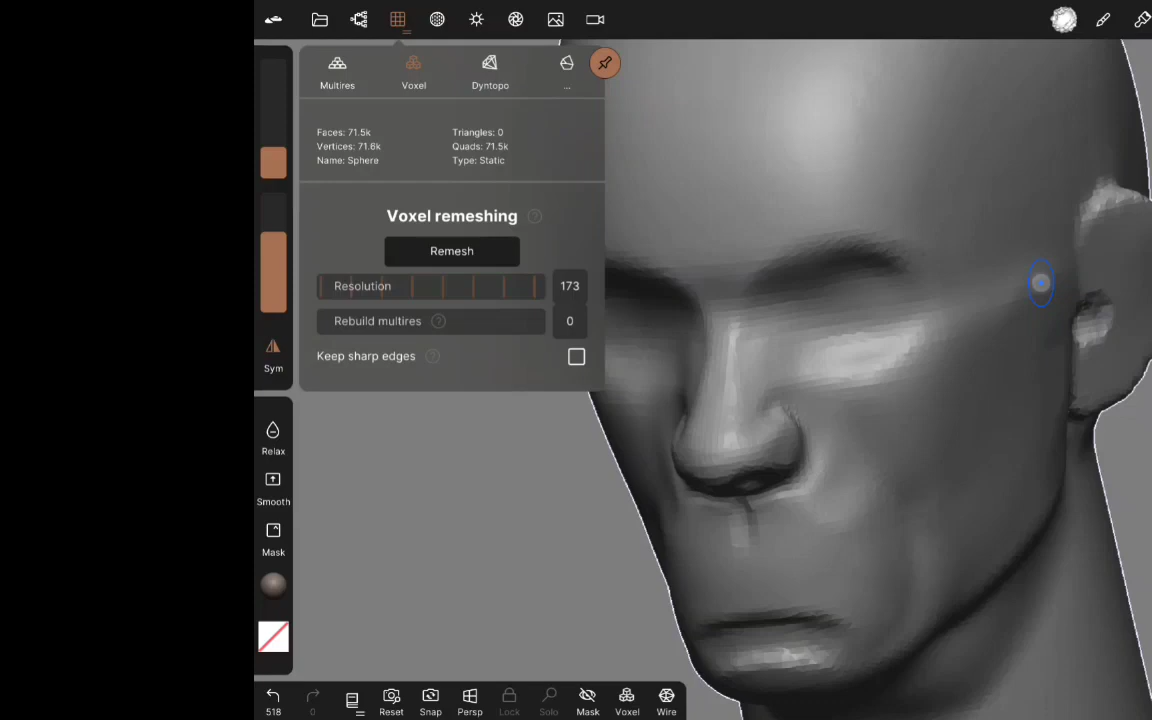 Multires
Voxel
Dyntopo
...
Faces: 71.5k
Triangles: 0
Vertices: 71.6k
Quads: 71.5k
Name: Sphere
Type: Static
Voxel remeshing ?
Remesh
Resolution 173
Rebuild multires ? 0
Keep sharp edges ?
Sym
Relax
Smooth
Mask
518
0
Reset
Snap
Persp
Lock
Solo
Mask
Voxel
Wire